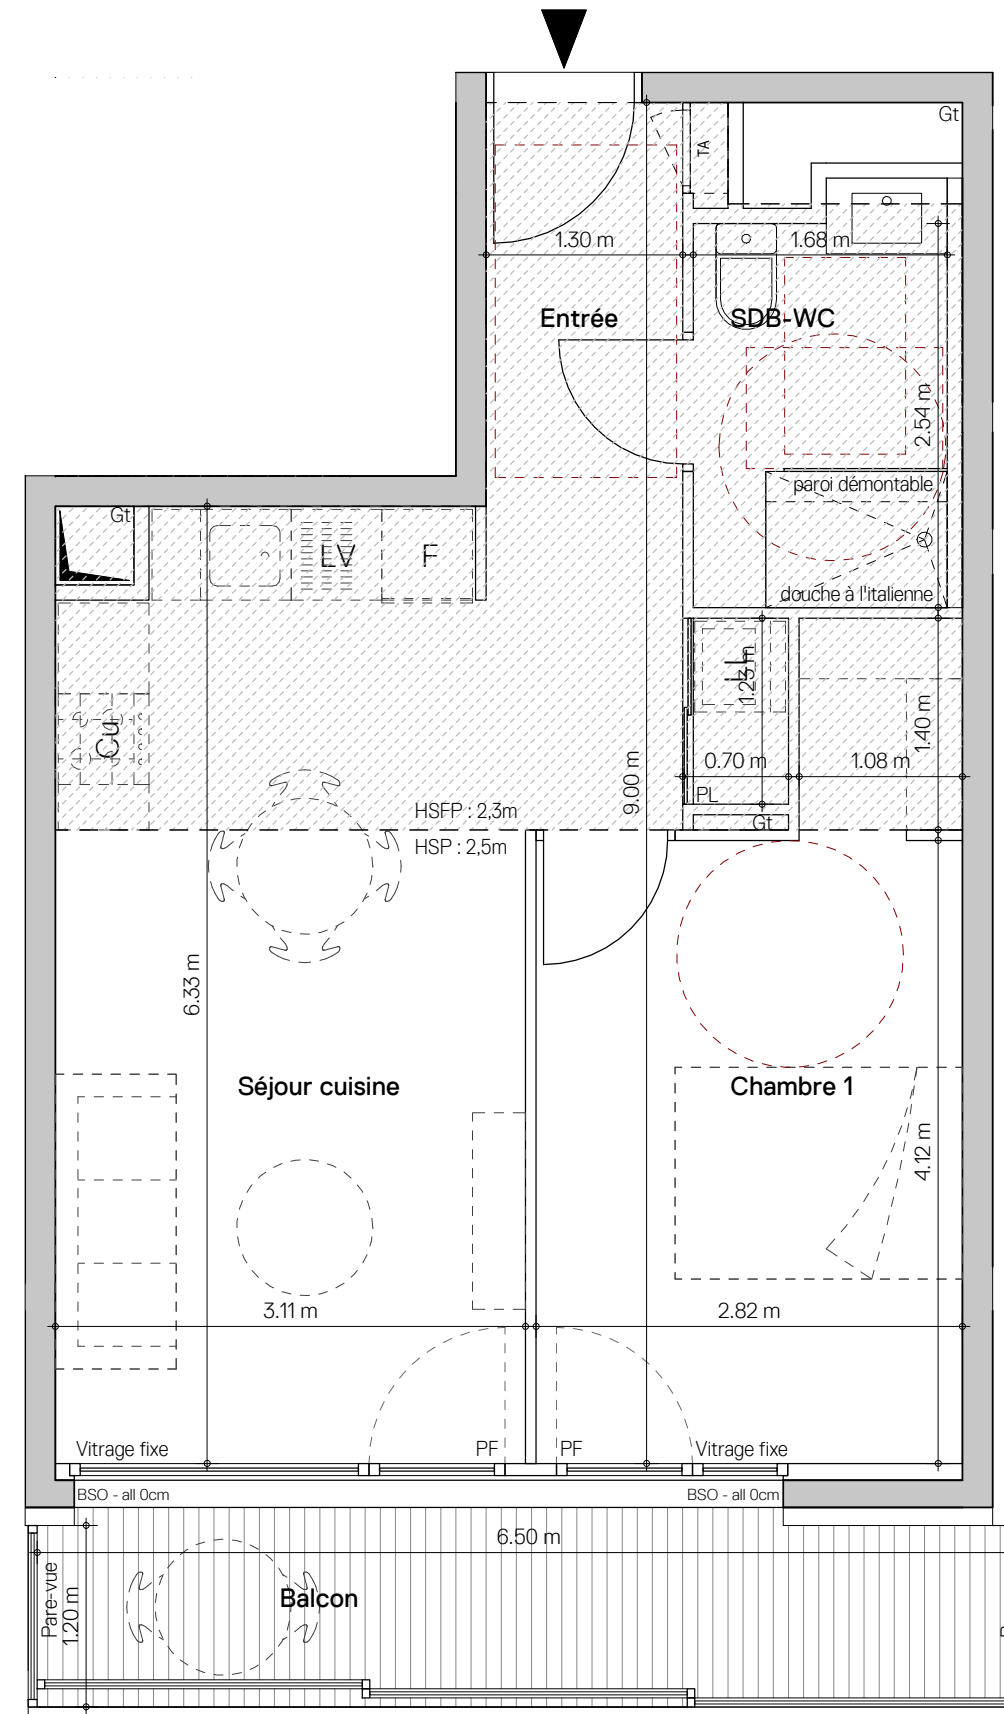 Gt
TA
1.30 m
1.68 m
Entrée
SDB-WC
2.54 m
paroi démontable
Gt
LV
F
douche à l'italienne
LL
1.23 m
Cu
1.40 m
9.00 m
0.70 m
1.08 m
PL
HSFP : 2,3m
Gt
HSP : 2,5m
6.33 m
Séjour cuisine
Chambre 1
4.12 m
3.11 m
2.82 m
Vitrage fixe
PF
PF
Vitrage fixe
BSO - all 0cm
BSO - all 0cm
6.50 m
Pare-vue
1.20 m
Balcon